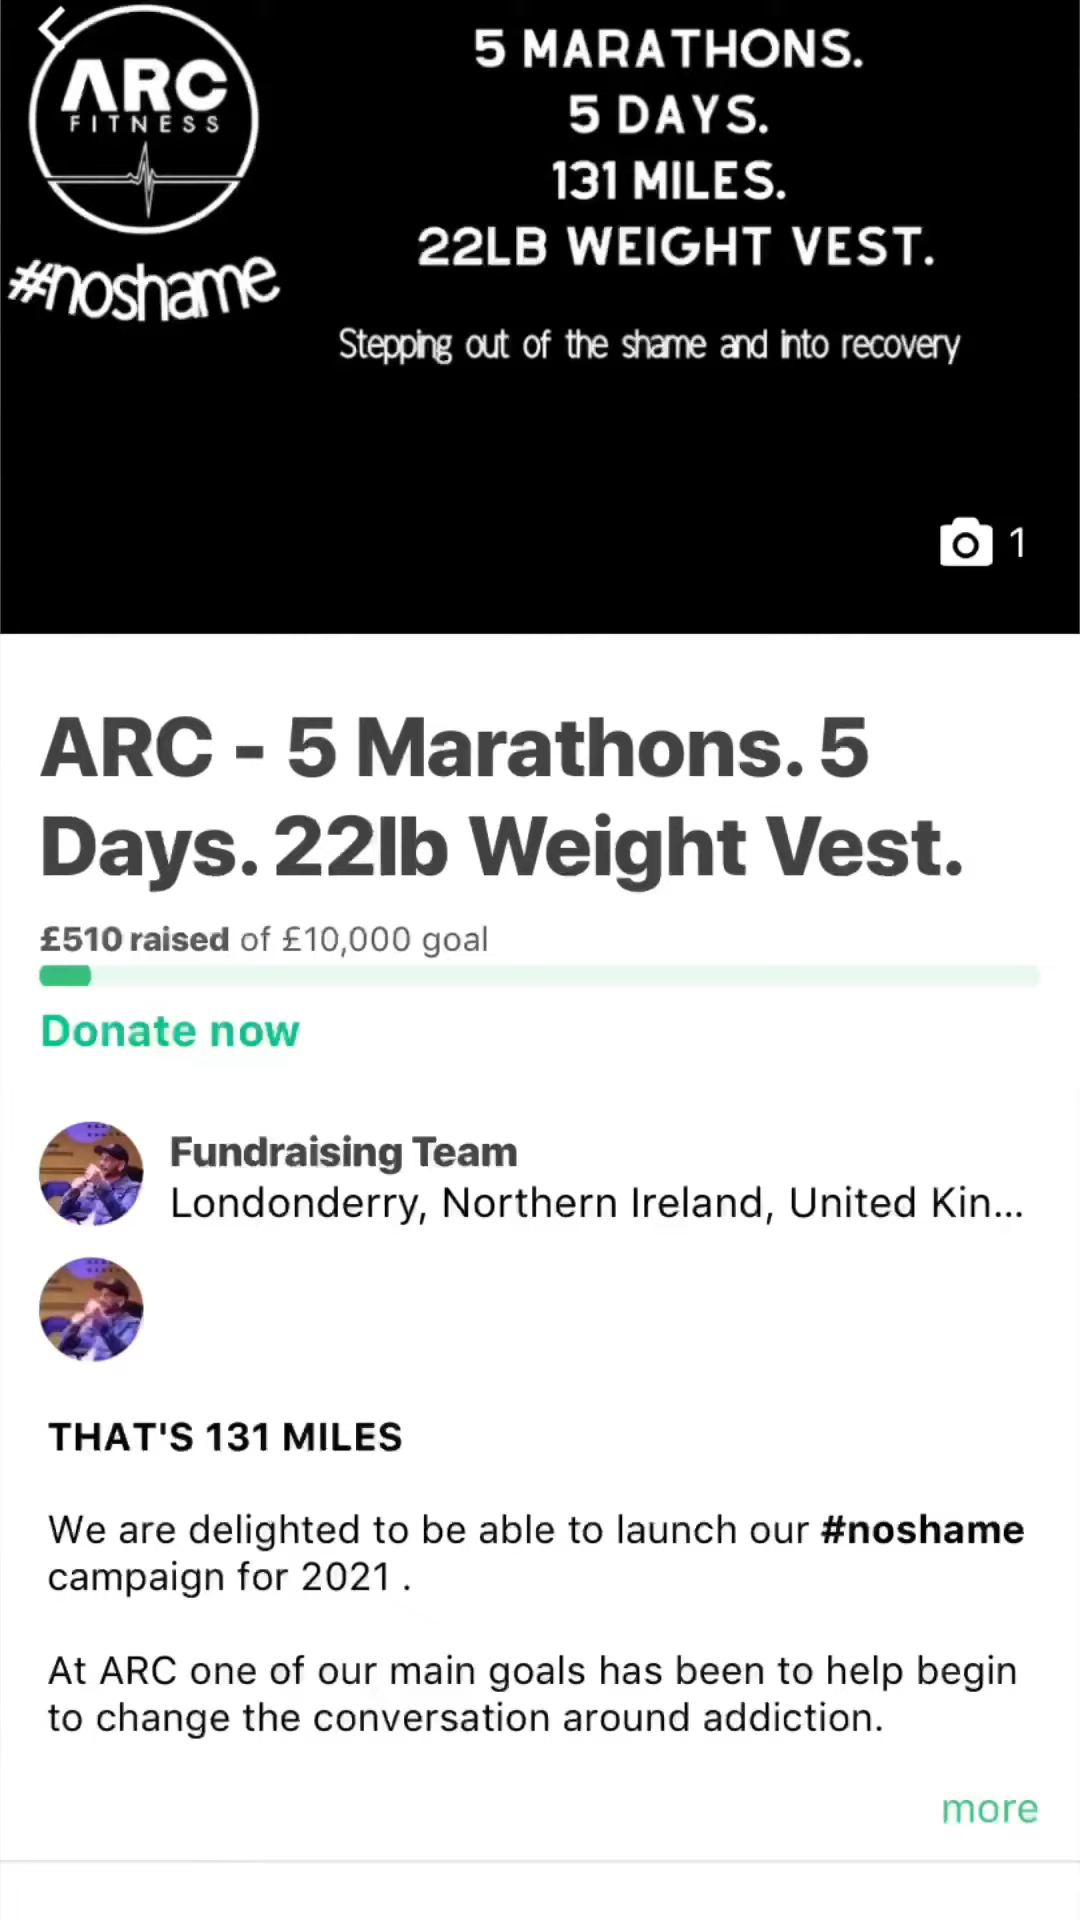 ARC
FITNESS
#noshame
5 MARATHONS.
5 DAYS.
131 MILES.
22LB WEIGHT VEST.
Stepping out of the shame and into recovery
1
ARC - 5 Marathons. 5
Days. 22lb Weight Vest.
£510 raised of £10,000 goal
Donate now
Fundraising Team
Londonderry, Northern Ireland, United Kin...
THAT'S 131 MILES
We are delighted to be able to launch our #noshame
campaign for 2021 .
At ARC one of our main goals has been to help begin
to change the conversation around addiction.
more